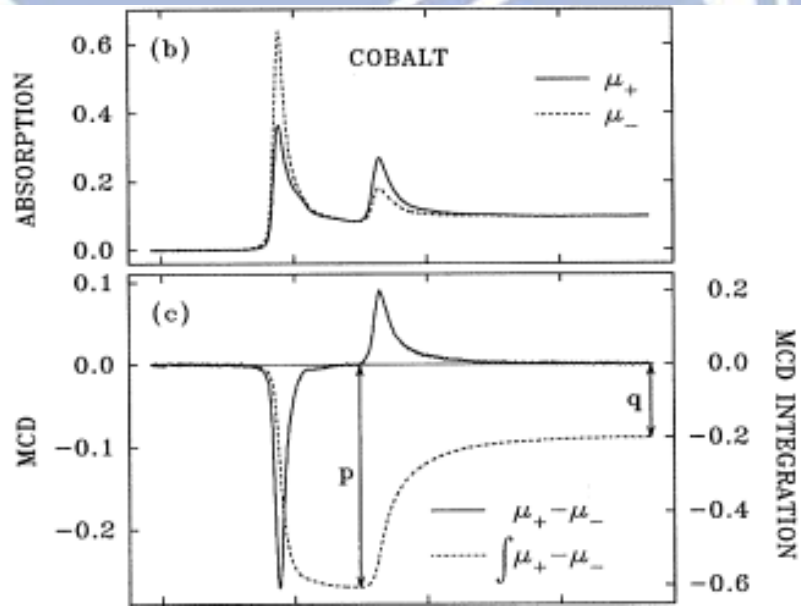 (b)
COBALT
μ₊
μ₋
ABSORPTION
0.6
0.4
0.2
0.0
(c)
MCD
0.1
0.0
−0.1
−0.2
p
q
μ₊−μ₋
∫μ₊−μ₋
0.2
0.0
−0.2
−0.4
−0.6
MCD INTEGRATION